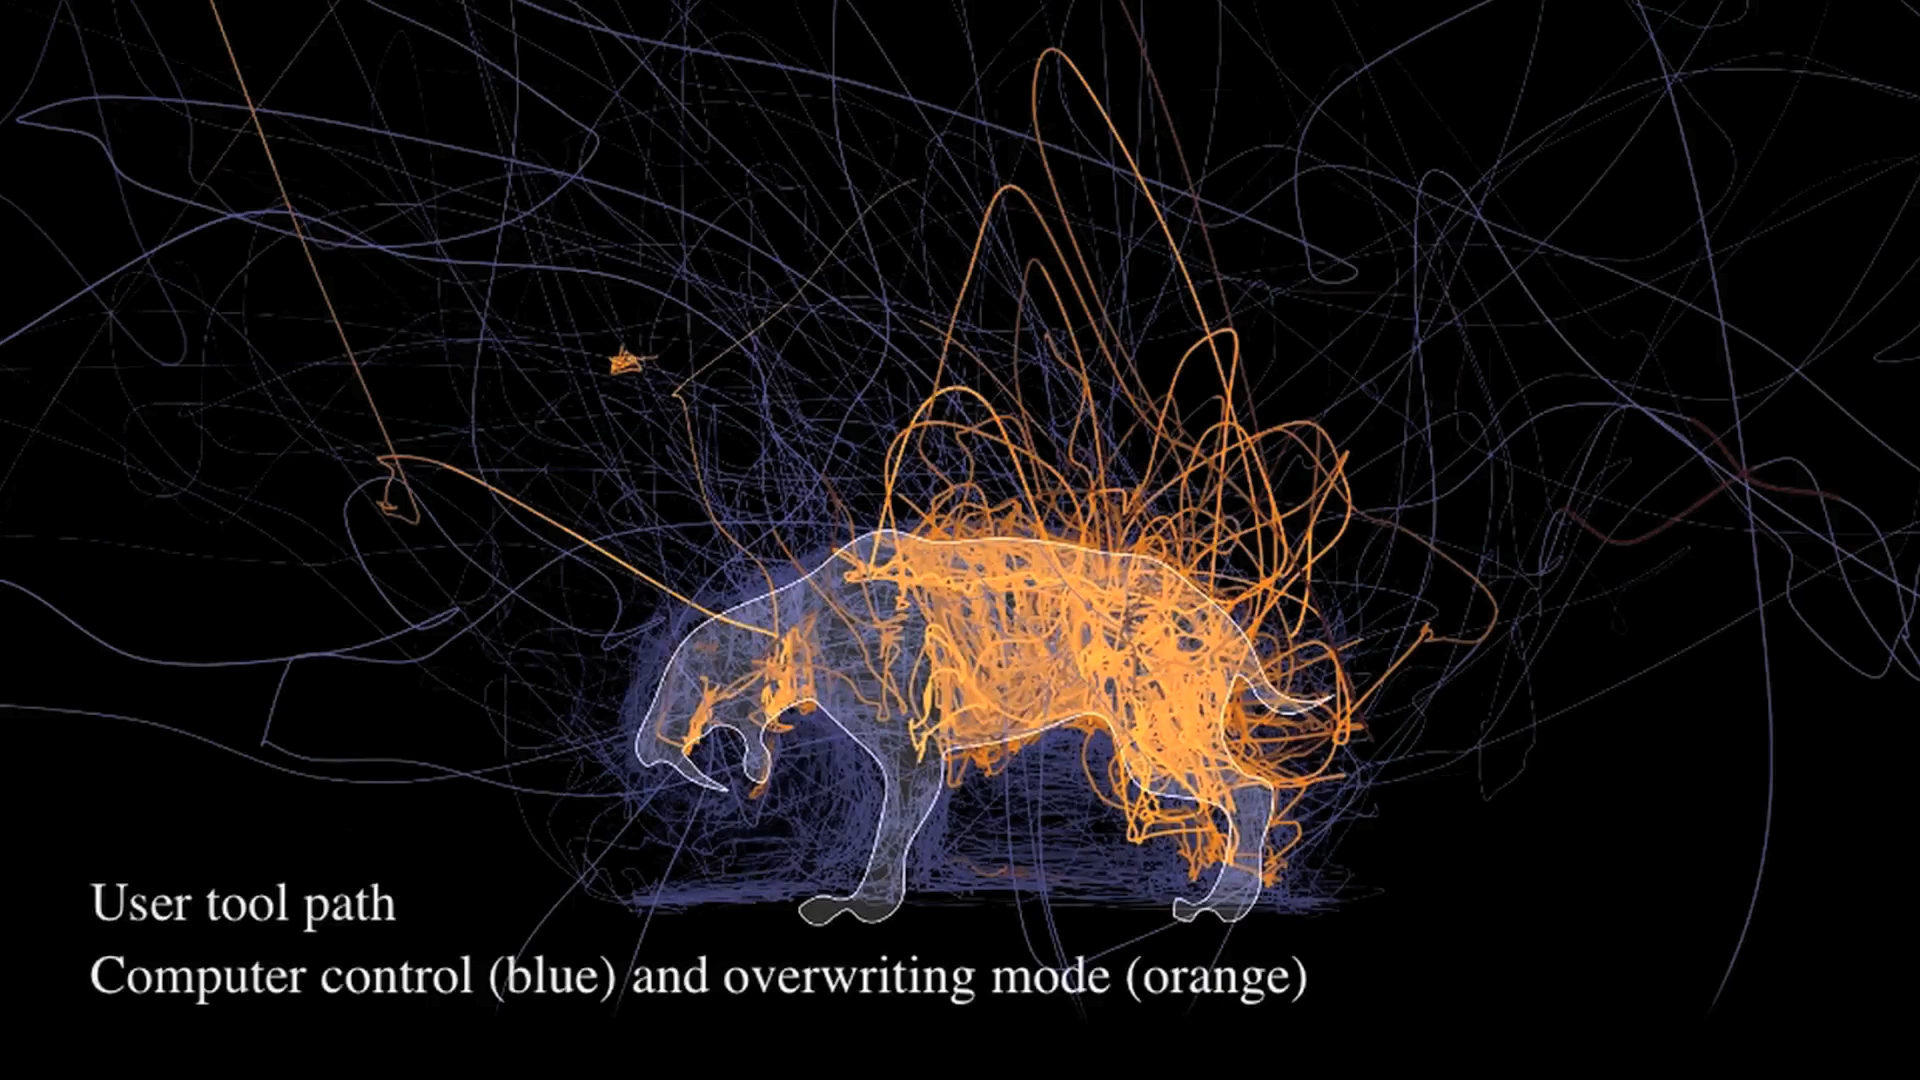 User tool path
Computer control (blue) and overwriting mode (orange)